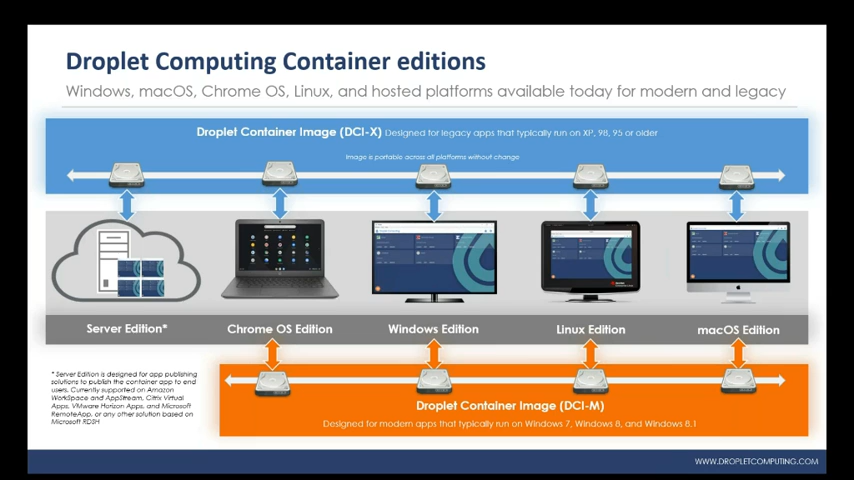 Droplet Computing Container editions
Windows, macOS, Chrome OS, Linux, and hosted platforms available today for modern and legacy
Droplet Container Image (DCI-X) Designed for legacy apps that typically run on XP, 98, 95 or older
Image is portable across all platforms without change
Server Edition*
Chrome OS Edition
Windows Edition
Linux Edition
macOS Edition
* Server Edition is designed for app publishing
solutions to publish the container app to end
users. Currently supported on Amazon
WorkSpace and AppStream, Citrix Virtual
Apps, VMware Horizon Apps, and Microsoft
RemoteApp, or any other solution based on
Microsoft RDSH
Droplet Container Image (DCI-M)
Designed for modern apps that typically run on Windows 7, Windows 8, and Windows 8.1
WWW.DROPLETCOMPUTING.COM